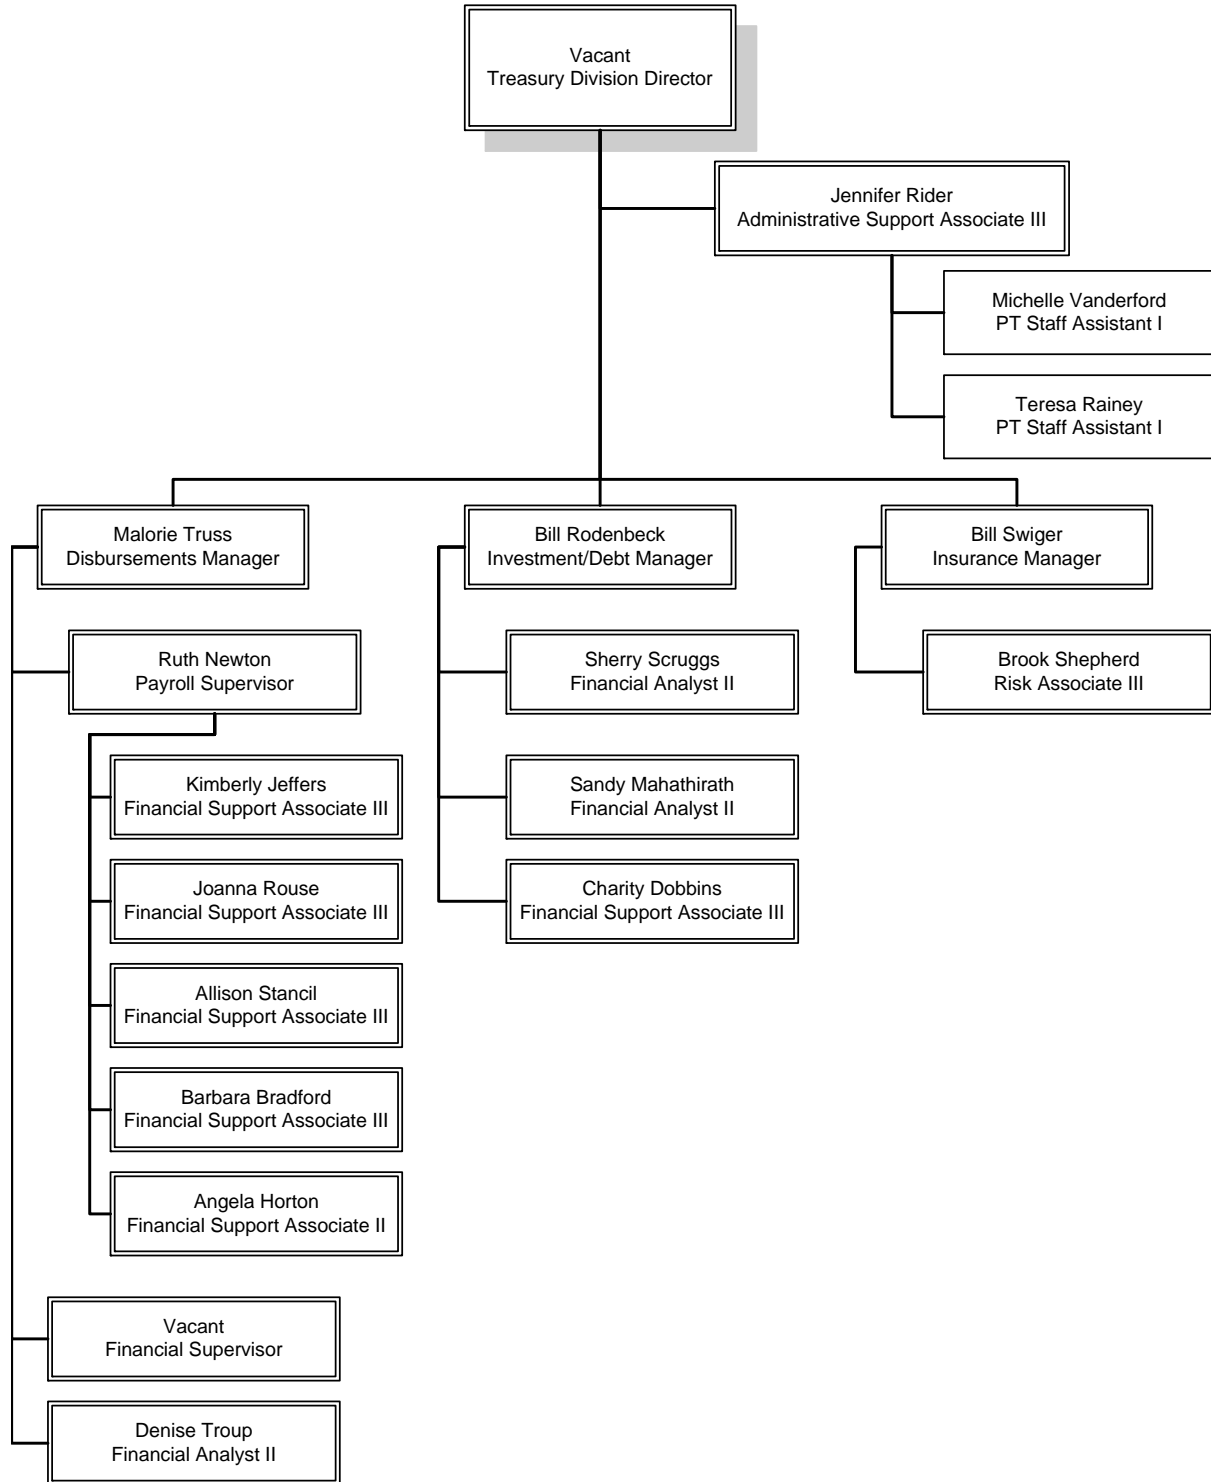 Vacant
Treasury Division Director
Jennifer Rider
Administrative Support Associate III
Michelle Vanderford
PT Staff Assistant I
Teresa Rainey
PT Staff Assistant I
Malorie Truss
Disbursements Manager
Bill Rodenbeck
Investment/Debt Manager
Bill Swiger
Insurance Manager
Ruth Newton
Payroll Supervisor
Sherry Scruggs
Financial Analyst II
Brook Shepherd
Risk Associate III
Kimberly Jeffers
Financial Support Associate III
Sandy Mahathirath
Financial Analyst II
Joanna Rouse
Financial Support Associate III
Charity Dobbins
Financial Support Associate III
Allison Stancil
Financial Support Associate III
Barbara Bradford
Financial Support Associate III
Angela Horton
Financial Support Associate II
Vacant
Financial Supervisor
Denise Troup
Financial Analyst II